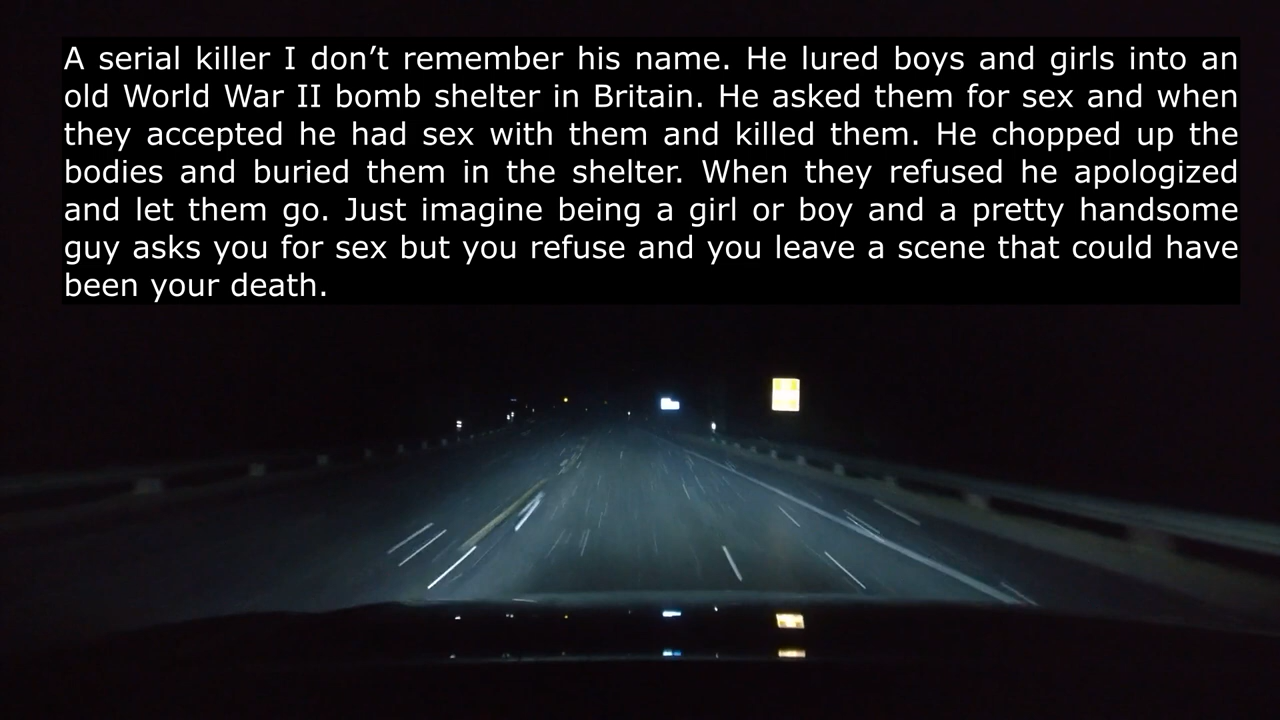 A serial killer I don’t remember his name. He lured boys and girls into an
old World War II bomb shelter in Britain. He asked them for sex and when
they accepted he had sex with them and killed them. He chopped up the
bodies and buried them in the shelter. When they refused he apologized
and let them go. Just imagine being a girl or boy and a pretty handsome
guy asks you for sex but you refuse and you leave a scene that could have
been your death.